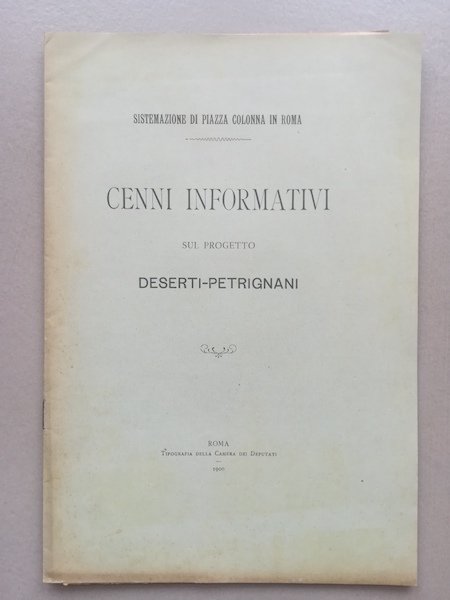 SISTEMAZIONE DI PIAZZA COLONNA IN ROMA
CENNI INFORMATIVI
SUL PROGETTO
DESERTI-PETRIGNANI
ROMA
TIPOGRAFIA DELLA CAMERA DEI DEPUTATI
1900